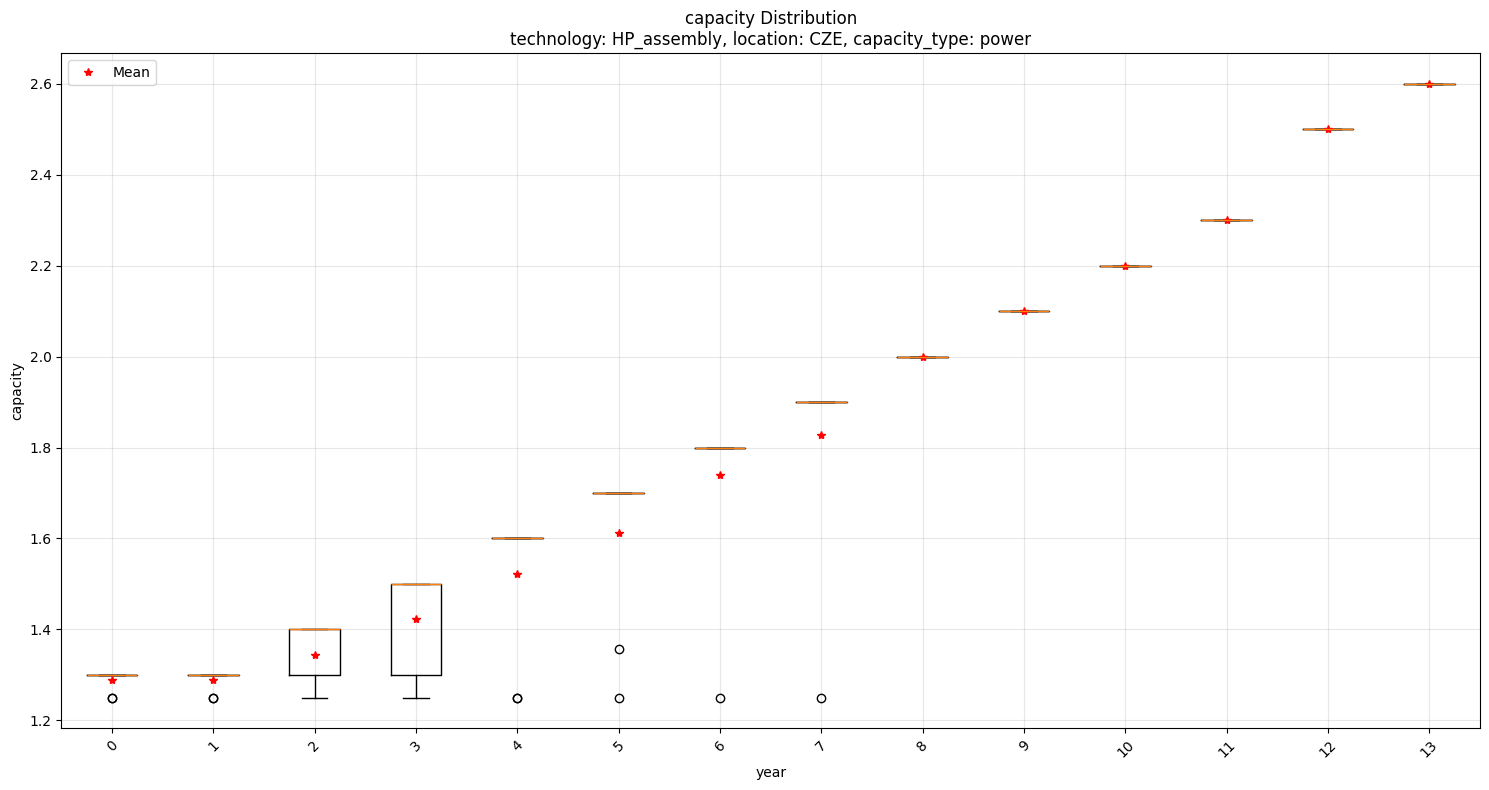 capacity Distribution
technology: HP_assembly, location: CZE, capacity_type: power
Mean
2.6
2.4
2.2
2.0
1.8
1.6
1.4
1.2
capacity
0 1 2 3 4 5 6 7 8 9 10 11 12 13
year